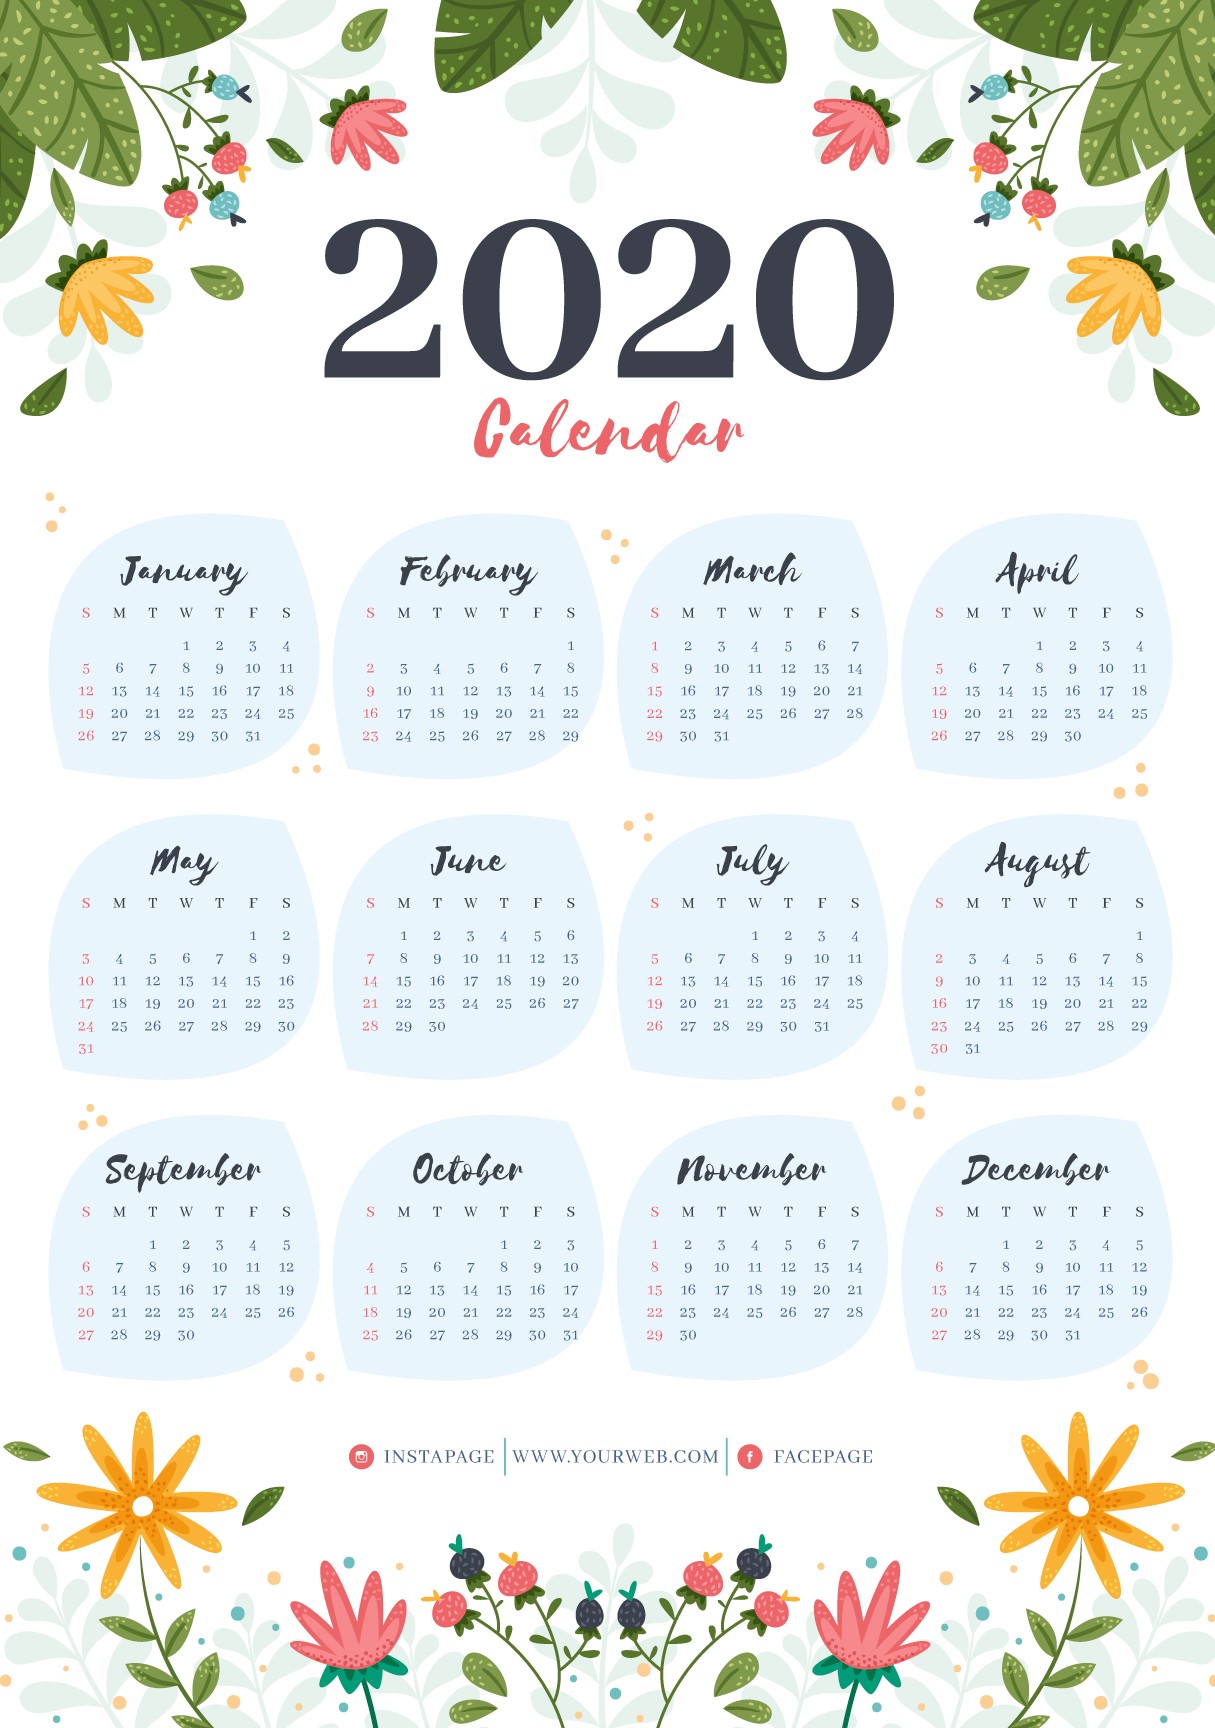 2020
Calendar
January
S M T W T F S
1 2 3 4
5 6 7 8 9 10 11
12 13 14 15 16 17 18
19 20 21 22 23 24 25
26 27 28 29 30 31
February
S M T W T F S
1
2 3 4 5 6 7 8
9 10 11 12 13 14 15
16 17 18 19 20 21 22
23 24 25 26 27 28 29
March
S M T W T F S
1 2 3 4 5 6 7
8 9 10 11 12 13 14
15 16 17 18 19 20 21
22 23 24 25 26 27 28
29 30 31
April
S M T W T F S
1 2 3 4
5 6 7 8 9 10 11
12 13 14 15 16 17 18
19 20 21 22 23 24 25
26 27 28 29 30
May
S M T W T F S
1 2
3 4 5 6 7 8 9
10 11 12 13 14 15 16
17 18 19 20 21 22 23
24 25 26 27 28 29 30
31
June
S M T W T F S
1 2 3 4 5 6
7 8 9 10 11 12 13
14 15 16 17 18 19 20
21 22 23 24 25 26 27
28 29 30
July
S M T W T F S
1 2 3 4
5 6 7 8 9 10 11
12 13 14 15 16 17 18
19 20 21 22 23 24 25
26 27 28 29 30 31
August
S M T W T F S
1
2 3 4 5 6 7 8
9 10 11 12 13 14 15
16 17 18 19 20 21 22
23 24 25 26 27 28 29
30 31
September
S M T W T F S
1 2 3 4 5
6 7 8 9 10 11 12
13 14 15 16 17 18 19
20 21 22 23 24 25 26
27 28 29 30
October
S M T W T F S
1 2 3
4 5 6 7 8 9 10
11 12 13 14 15 16 17
18 19 20 21 22 23 24
25 26 27 28 29 30 31
November
S M T W T F S
1 2 3 4 5 6 7
8 9 10 11 12 13 14
15 16 17 18 19 20 21
22 23 24 25 26 27 28
29 30
December
S M T W T F S
1 2 3 4 5
6 7 8 9 10 11 12
13 14 15 16 17 18 19
20 21 22 23 24 25 26
27 28 29 30 31
INSTAPAGE WWW.YOURWEB.COM FACEPAGE